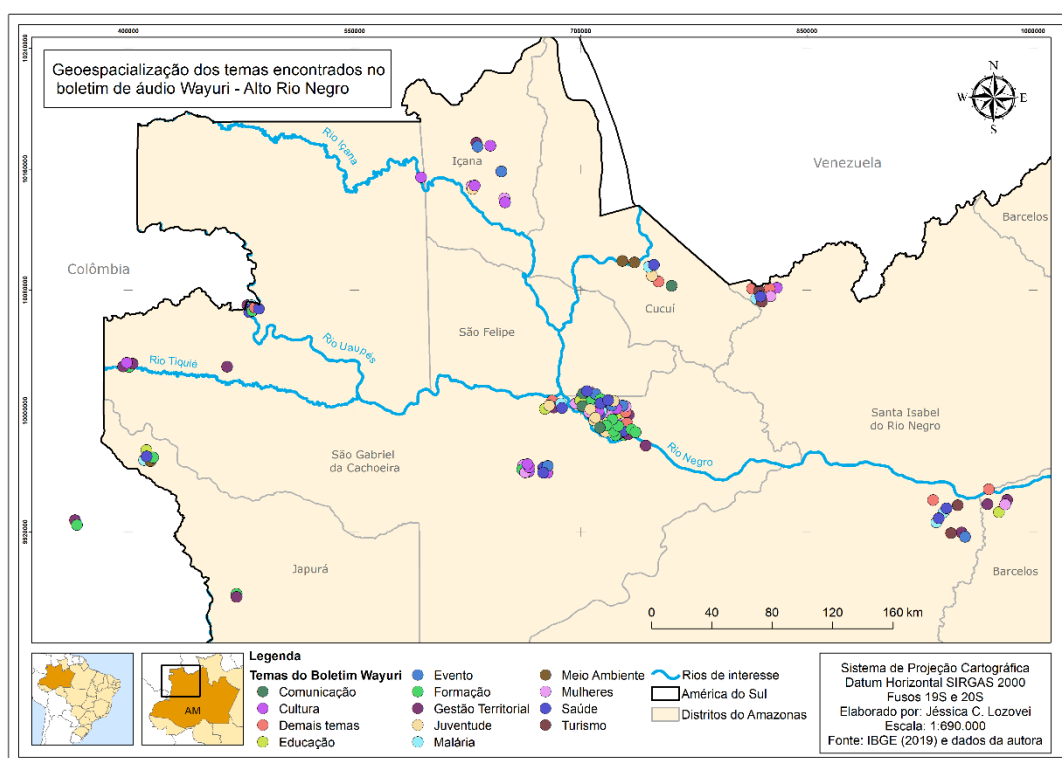 400000
550000
700000
850000
1000000
10240000
Geoespacialização dos temas encontrados no
boletim de áudio Wayuri - Alto Rio Negro
N
W
E
S
Rio Içana
Içana
Venezuela
Barcelos
Colômbia
Cucuí
São Felipe
Rio Uaupés
Rio Tiquié
Santa Isabel
do Rio Negro
São Gabriel
da Cachoeira
Rio Negro
Japurá
Barcelos
0
40
80
120
160 km
AM
Legenda
Temas do Boletim Wayuri
Comunicação
Cultura
Demais temas
Educação
Evento
Formação
Gestão Territorial
Juventude
Malária
Meio Ambiente
Mulheres
Saúde
Turismo
Rios de interesse
América do Sul
Distritos do Amazonas
Sistema de Projeção Cartográfica
Datum Horizontal SIRGAS 2000
Fusos 19S e 20S
Elaborado por: Jéssica C. Lozovei
Escala: 1:690.000
Fonte: IBGE (2019) e dados da autora